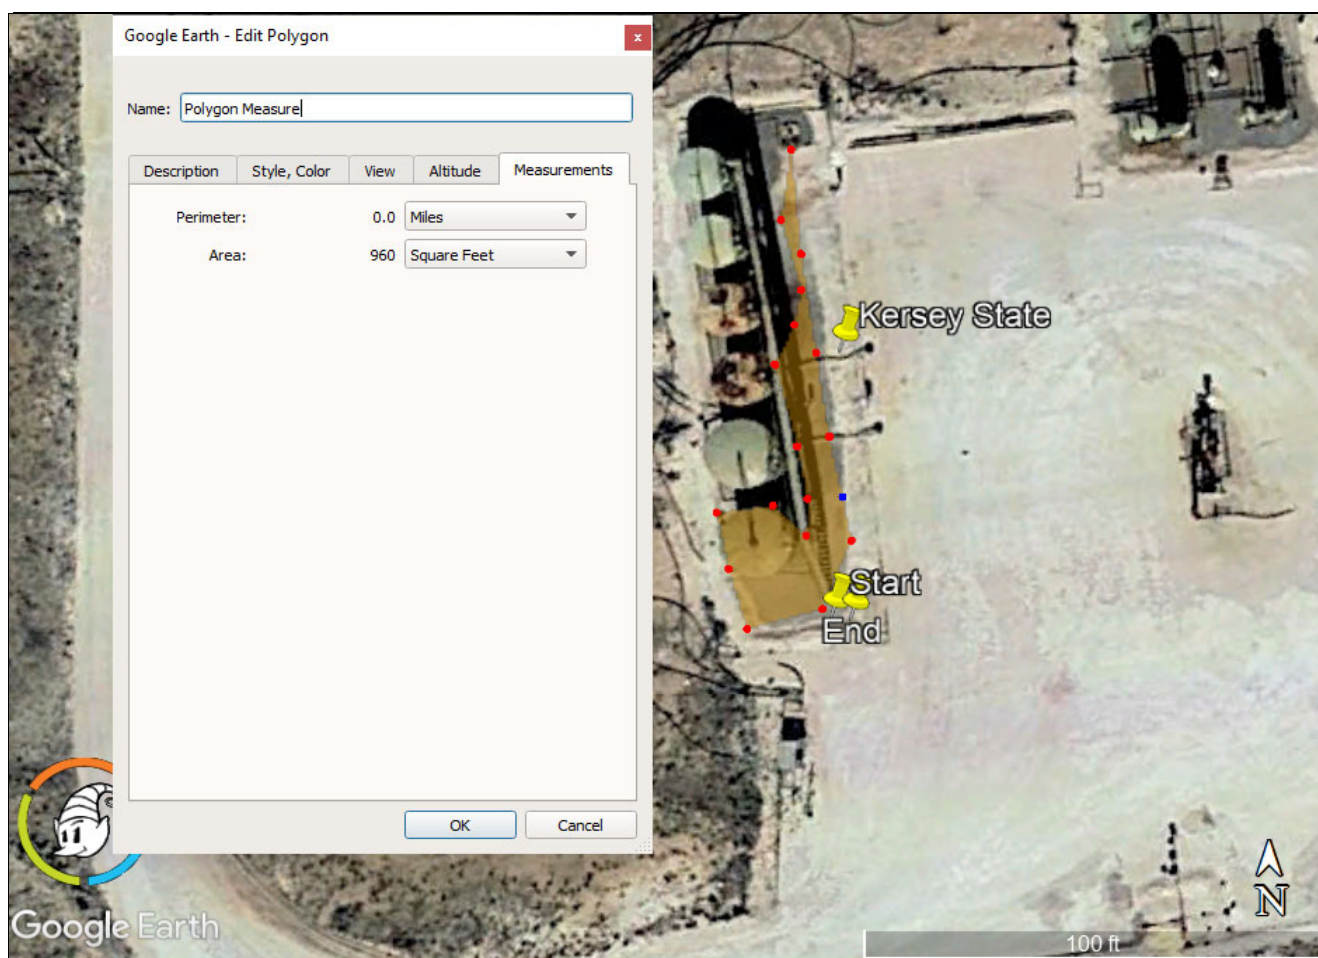 Google Earth - Edit Polygon
x
Name: Polygon Measure
Description Style, Color View Altitude Measurements
Perimeter: 0.0 Miles
Area: 960 Square Feet
OK Cancel
Kersey State
Start
End
N
Google Earth
100 ft